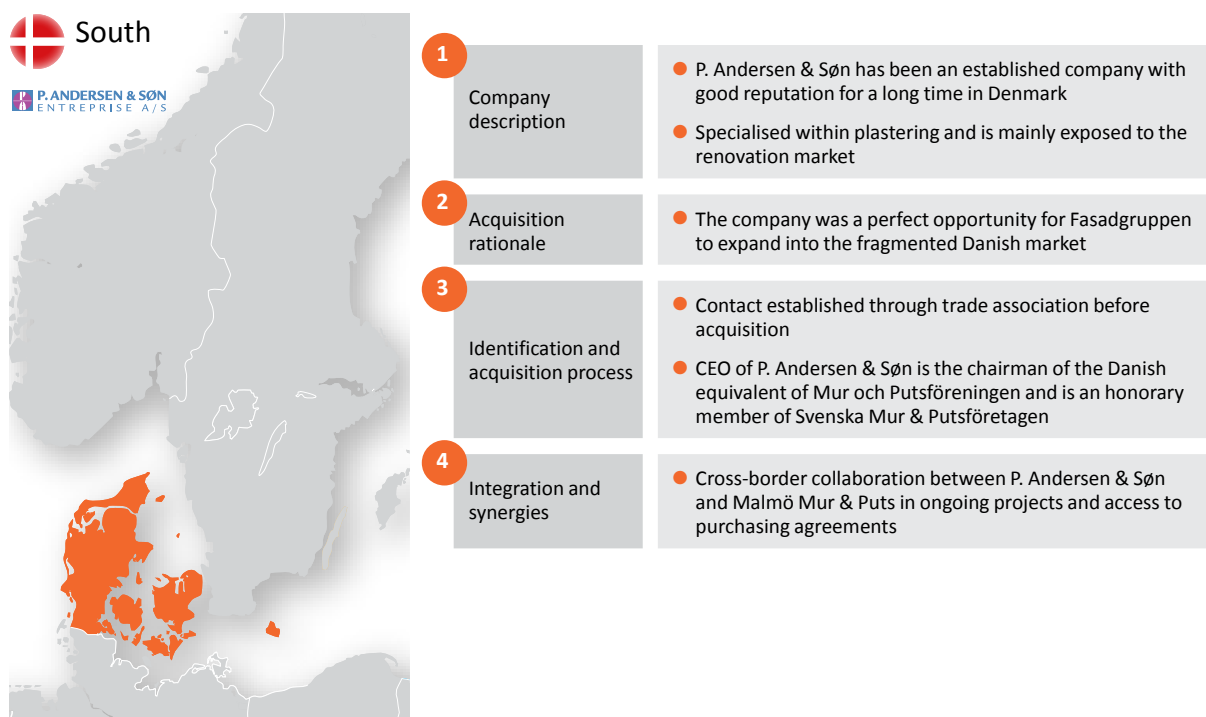 South
P. ANDERSEN & SØN
ENTREPRISE A/S
1
Company
description
P. Andersen & Søn has been an established company with
good reputation for a long time in Denmark
Specialised within plastering and is mainly exposed to the
renovation market
2
Acquisition
rationale
The company was a perfect opportunity for Fasadgruppen
to expand into the fragmented Danish market
3
Identification and
acquisition process
Contact established through trade association before
acquisition
CEO of P. Andersen & Søn is the chairman of the Danish
equivalent of Mur och Putsföreningen and is an honorary
member of Svenska Mur & Putsföretagen
4
Integration and
synergies
Cross-border collaboration between P. Andersen & Søn
and Malmö Mur & Puts in ongoing projects and access to
purchasing agreements